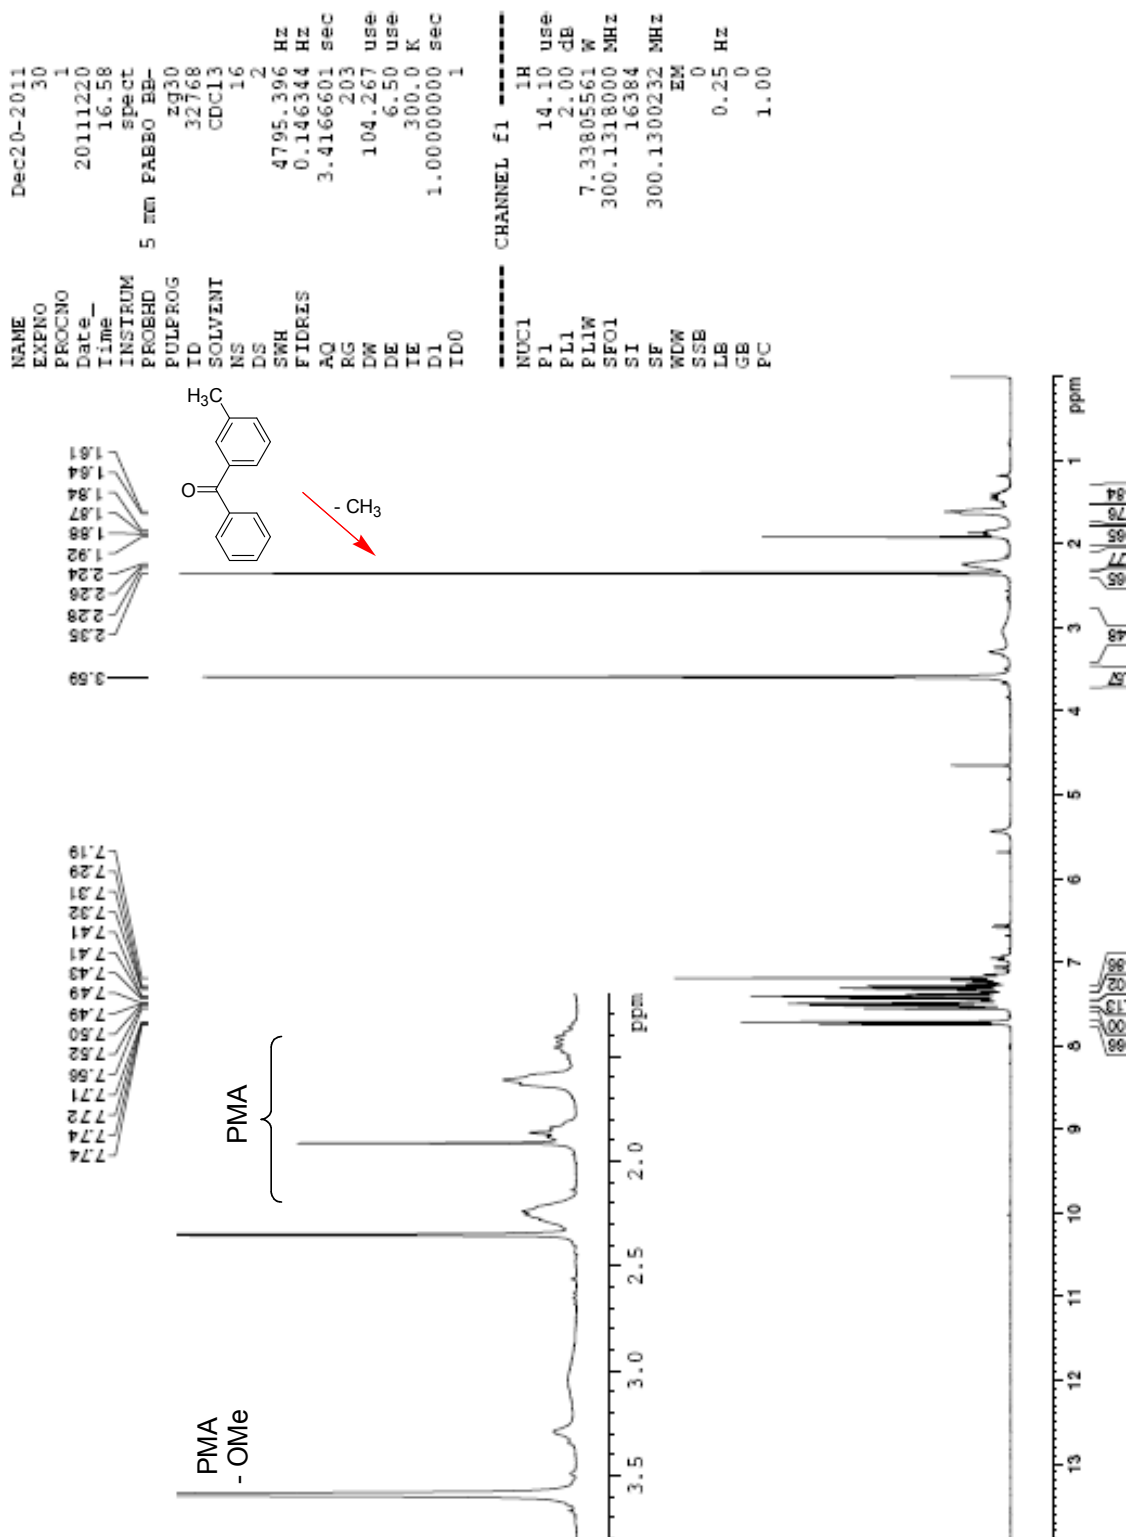 NAME Dec20-2011
EXPNO 30
PROCNO 1
Date_ 20111220
Time 16.58
INSTRUM spect
PROBHD 5 mm PABBO BB-
PULPROG zg30
TD 32768
SOLVENT CDCl3
NS 16
DS 2
SWH 4795.396 Hz
FIDRES 0.146344 Hz
AQ 3.4166601 sec
RG 203
DW 104.267 use
DE 6.50 use
TE 300.0 K
D1 1.00000000 sec
TD0 1
======== CHANNEL f1 ========
NUC1 1H
P1 14.10 use
PL1 2.00 dB
PL1W 7.33805561 W
SFO1 300.1318000 MHz
SI 16384
SF 300.1300232 MHz
WDW EM
SSB 0
LB 0.25 Hz
GB 0
PC 1.00
7.74
7.74
7.72
7.71
7.56
7.52
7.50
7.49
7.49
7.43
7.41
7.41
7.32
7.31
7.29
7.19
3.59
2.35
2.28
2.26
2.24
1.92
1.88
1.87
1.84
1.64
1.61
H₃C
O
- CH₃
PMA
- OMe
PMA
3.5 3.0 2.5 2.0 ppm
13 12 11 10 9 8 7 6 5 4 3 2 1 ppm